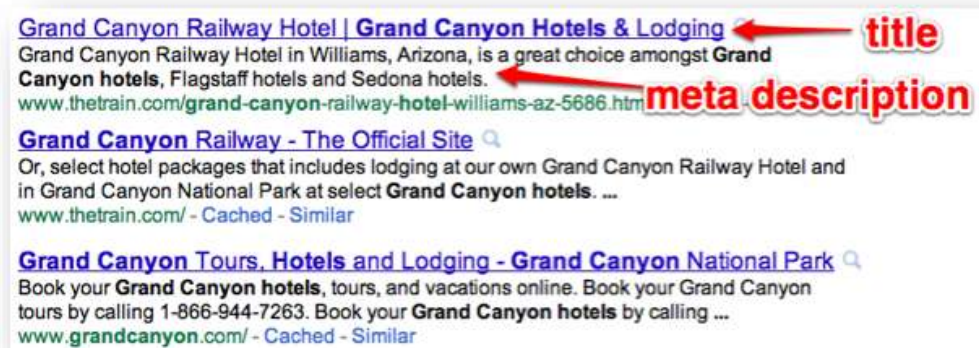 Grand Canyon Railway Hotel | Grand Canyon Hotels & Lodging
title
Grand Canyon Railway Hotel in Williams, Arizona, is a great choice amongst Grand
Canyon hotels, Flagstaff hotels and Sedona hotels.
www.thetrain.com/grand-canyon-railway-hotel-williams-az-5686.htm
meta description
Grand Canyon Railway - The Official Site
Or, select hotel packages that includes lodging at our own Grand Canyon Railway Hotel and
in Grand Canyon National Park at select Grand Canyon hotels. ...
www.thetrain.com/ - Cached - Similar
Grand Canyon Tours, Hotels and Lodging - Grand Canyon National Park
Book your Grand Canyon hotels, tours, and vacations online. Book your Grand Canyon
tours by calling 1-866-944-7263. Book your Grand Canyon hotels by calling ...
www.grandcanyon.com/ - Cached - Similar